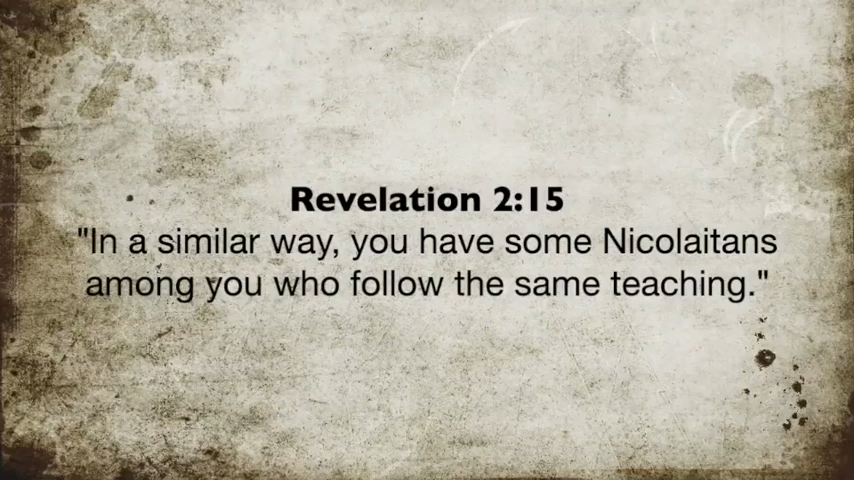 Revelation 2:15
"In a similar way, you have some Nicolaitans
among you who follow the same teaching."